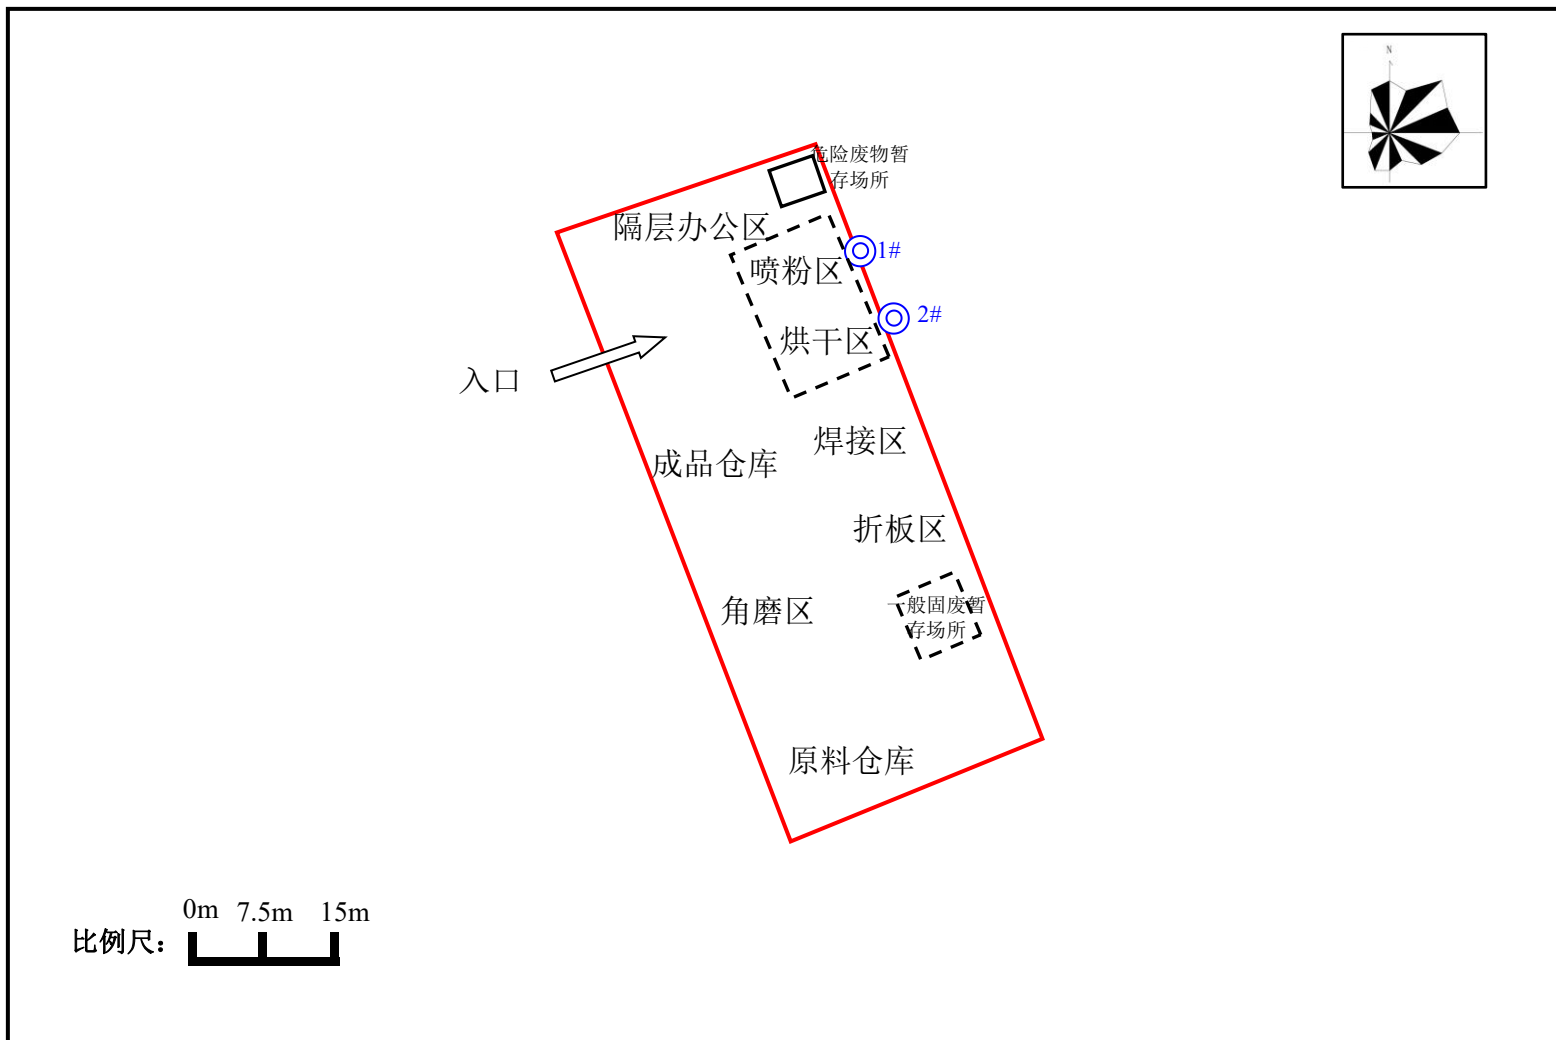 N
危险废物暂
存场所
隔层办公区
1#
喷粉区
2#
烘干区
入口
焊接区
成品仓库
折板区
一般固废暂
存场所
角磨区
原料仓库
0m 7.5m 15m
比例尺：